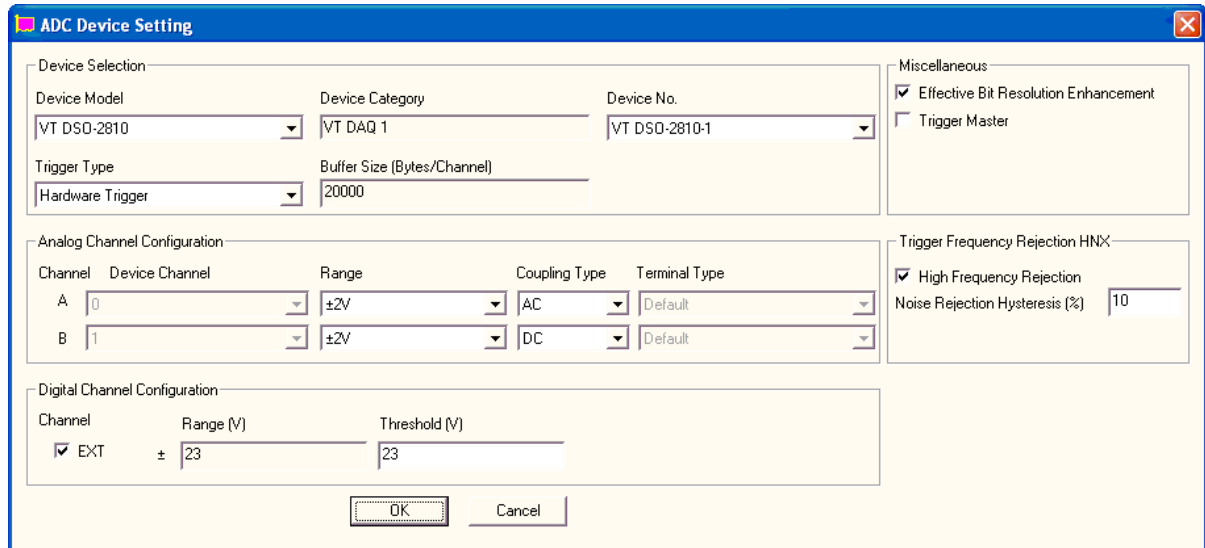 ADC Device Setting
Device Selection
Device Model Device Category Device No.
VT DSO-2810 VT DAQ 1 VT DSO-2810-1
Trigger Type Buffer Size (Bytes/Channel)
Hardware Trigger 20000
Miscellaneous
Effective Bit Resolution Enhancement
Trigger Master
Analog Channel Configuration
Channel Device Channel Range Coupling Type Terminal Type
A 0 ±2V AC Default
B 1 ±2V DC Default
Trigger Frequency Rejection HNX
High Frequency Rejection
Noise Rejection Hysteresis (%) 10
Digital Channel Configuration
Channel Range (V) Threshold (V)
EXT ± 23 23
OK Cancel